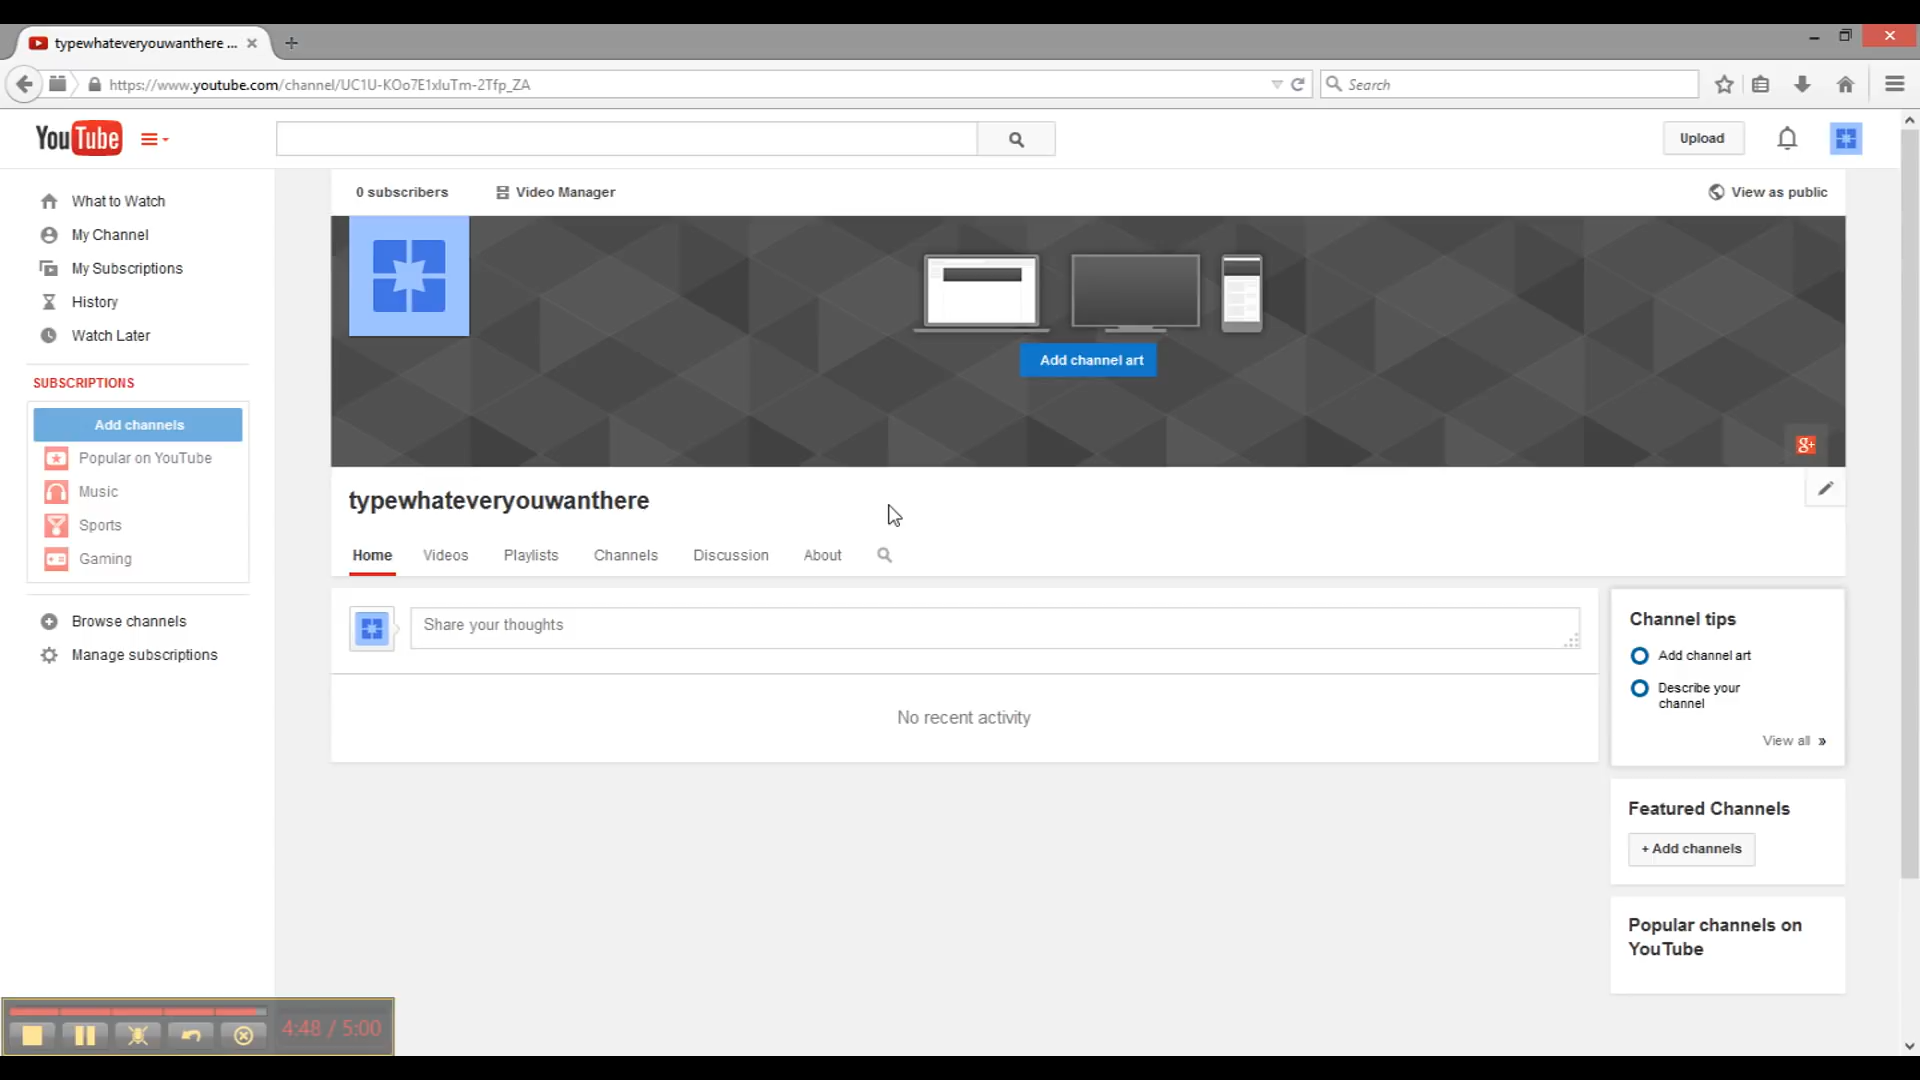 typewhateveryouwanthere ...
https://www.youtube.com/channel/UC1U-KOo7E1xluTm-2Tfp_ZA
Search
YouTube
Upload
What to Watch
My Channel
My Subscriptions
History
Watch Later
SUBSCRIPTIONS
Add channels
Popular on YouTube
Music
Sports
Gaming
Browse channels
Manage subscriptions
0 subscribers
Video Manager
View as public
Add channel art
g+
typewhateveryouwanthere
Home Videos Playlists Channels Discussion About
Share your thoughts
No recent activity
Channel tips
Add channel art
Describe your
channel
View all »
Featured Channels
+ Add channels
Popular channels on
YouTube
4:48 / 5:00